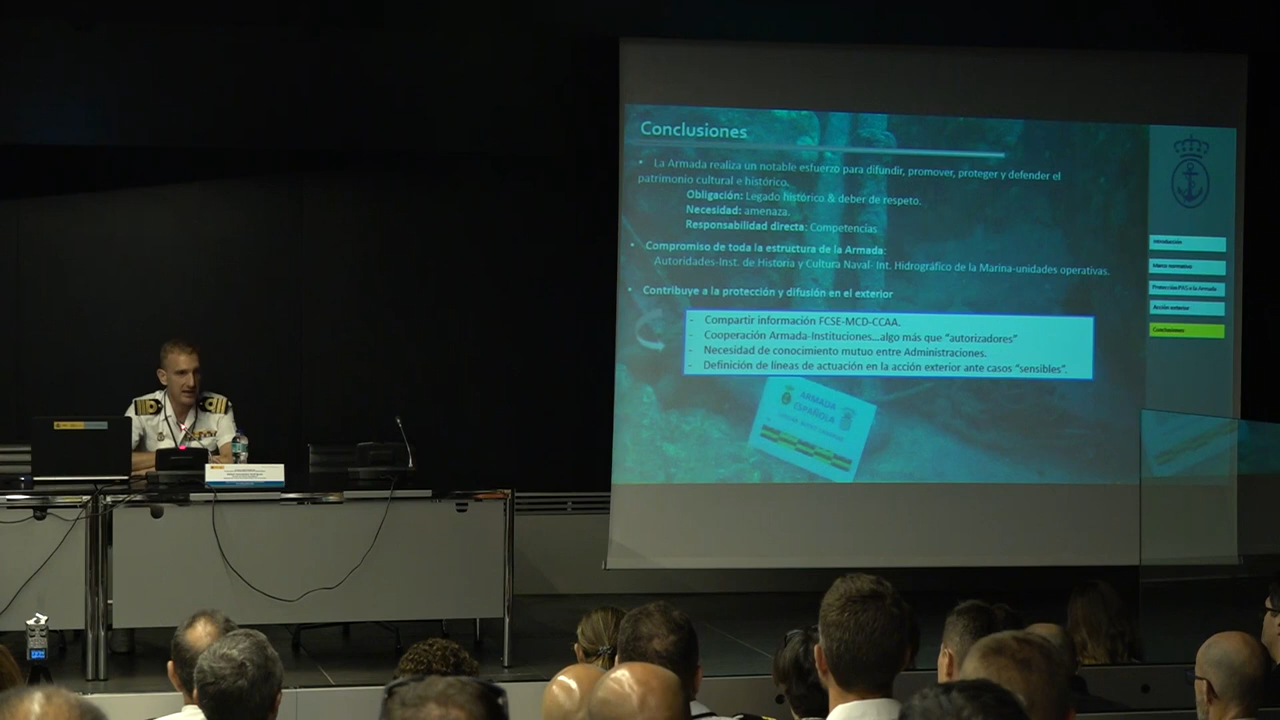 Conclusiones
• La Armada realiza un notable esfuerzo para difundir, promover, proteger y defender el
patrimonio cultural e histórico.
Obligación: Legado histórico & deber de respeto.
Necesidad: amenaza.
Responsabilidad directa: Competencias
• Compromiso de toda la estructura de la Armada:
Autoridades-Inst. de Historia y Cultura Naval- Int. Hidrográfico de la Marina-unidades operativas.
• Contribuye a la protección y difusión en el exterior
- Compartir información FCSE-MCD-CCAA.
- Cooperación Armada-Instituciones...algo más que “autorizadores”
- Necesidad de conocimiento mutuo entre Administraciones.
- Definición de líneas de actuación en la acción exterior ante casos “sensibles”.
ARMADA
ESPAÑOLA
Introducción
Marco normativo
Protección PAS a la Armada
Acción exterior
Conclusiones